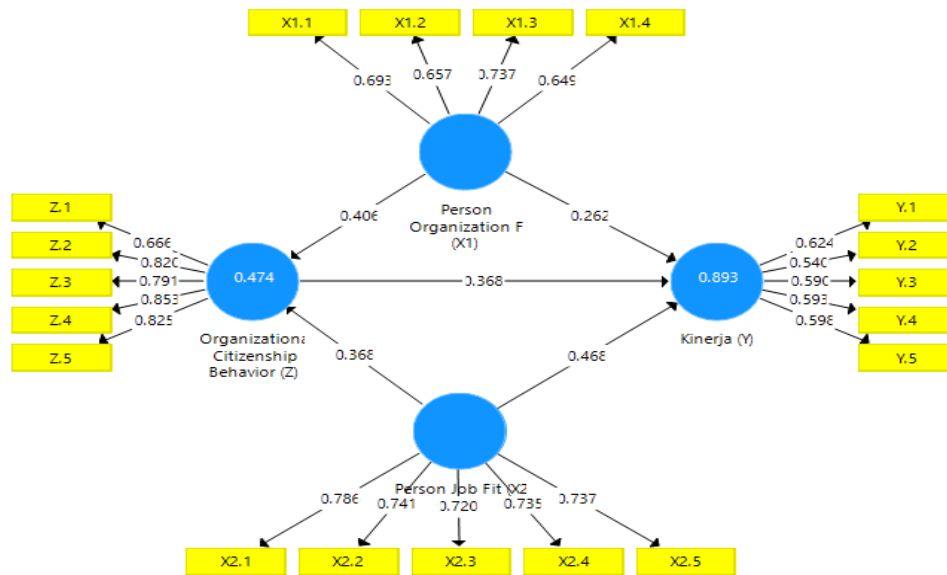 X1.1 X1.2 X1.3 X1.4
0.693 0.657 0.737 0.649
Person
Organization F
(X1)
0.406 0.262
Z.1
Z.2
Z.3
Z.4
Z.5
0.666
0.820
0.791
0.853
0.825
0.474
Organizationa
Citizenship
Behavior (Z)
0.368
0.893
Kinerja (Y)
0.624
0.540
0.590
0.593
0.598
Y.1
Y.2
Y.3
Y.4
Y.5
0.368 0.468
Person Job Fit (X2
0.786 0.741 0.720 0.735 0.737
X2.1 X2.2 X2.3 X2.4 X2.5